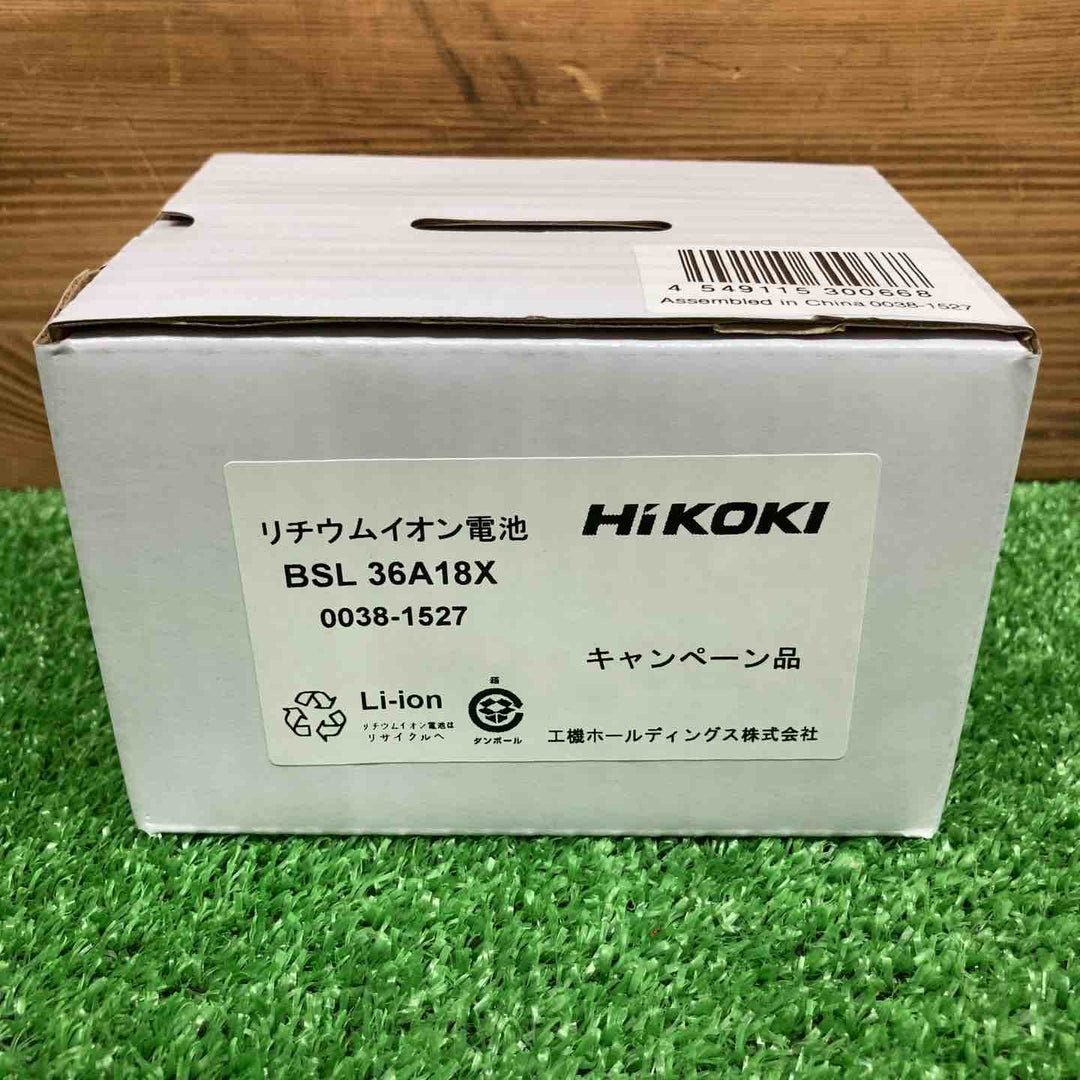 4 549115 300668
Assembled in China 0038-1527
リチウムイオン電池
HiKOKI
BSL 36A18X
0038-1527
キャンペーン品
Li-ion
リチウムイオン電池は
リサイクルへ
箱
ダンボール
工機ホールディングス株式会社